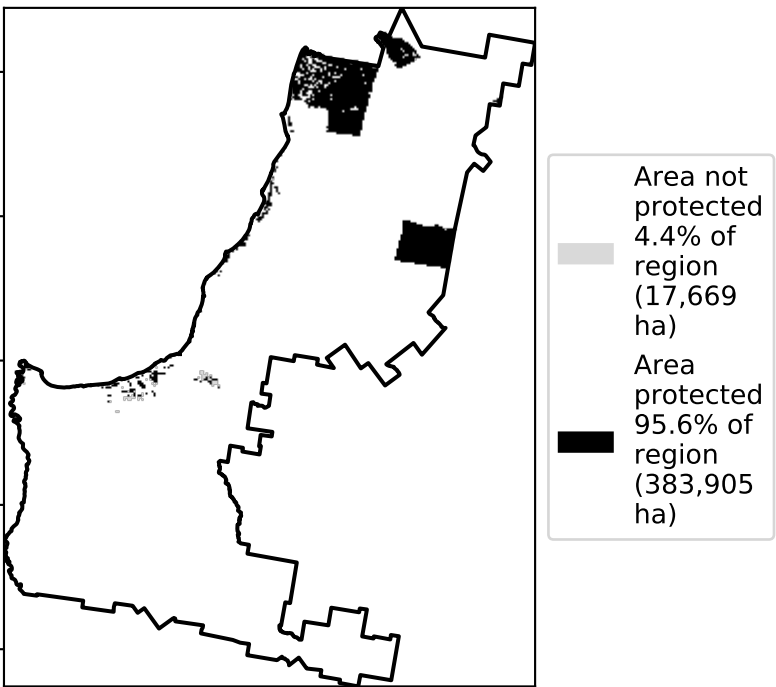 Area not
protected
4.4% of
region
(17,669
ha)
Area
protected
95.6% of
region
(383,905
ha)